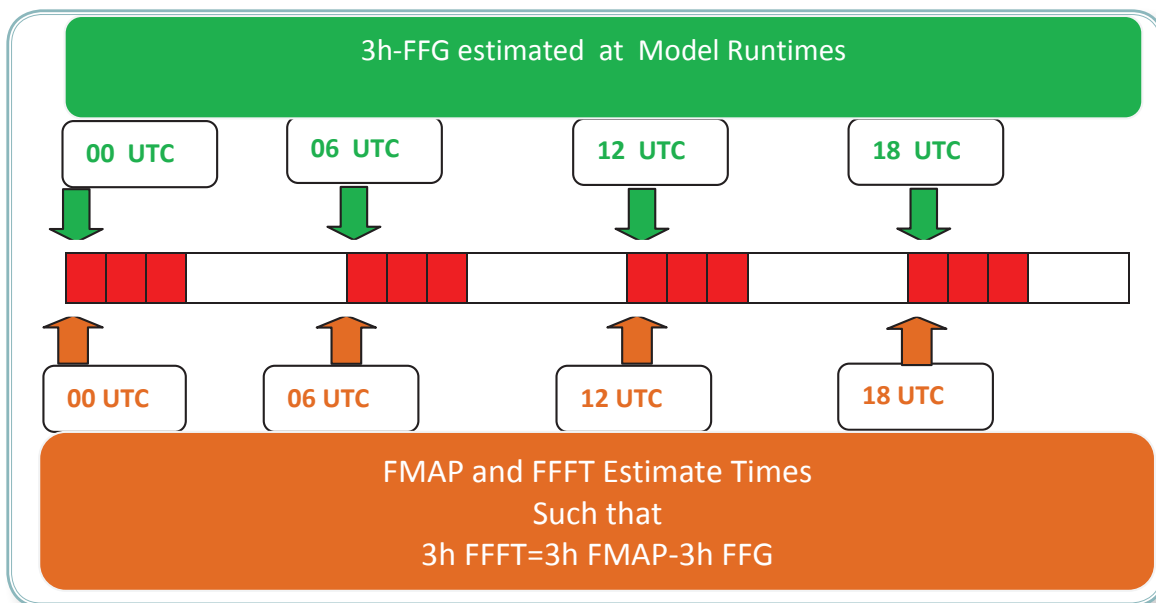 3h-FFG estimated at Model Runtimes
00 UTC
06 UTC
12 UTC
18 UTC
00 UTC
06 UTC
12 UTC
18 UTC
FMAP and FFFT Estimate Times
Such that
3h FFFT=3h FMAP-3h FFG